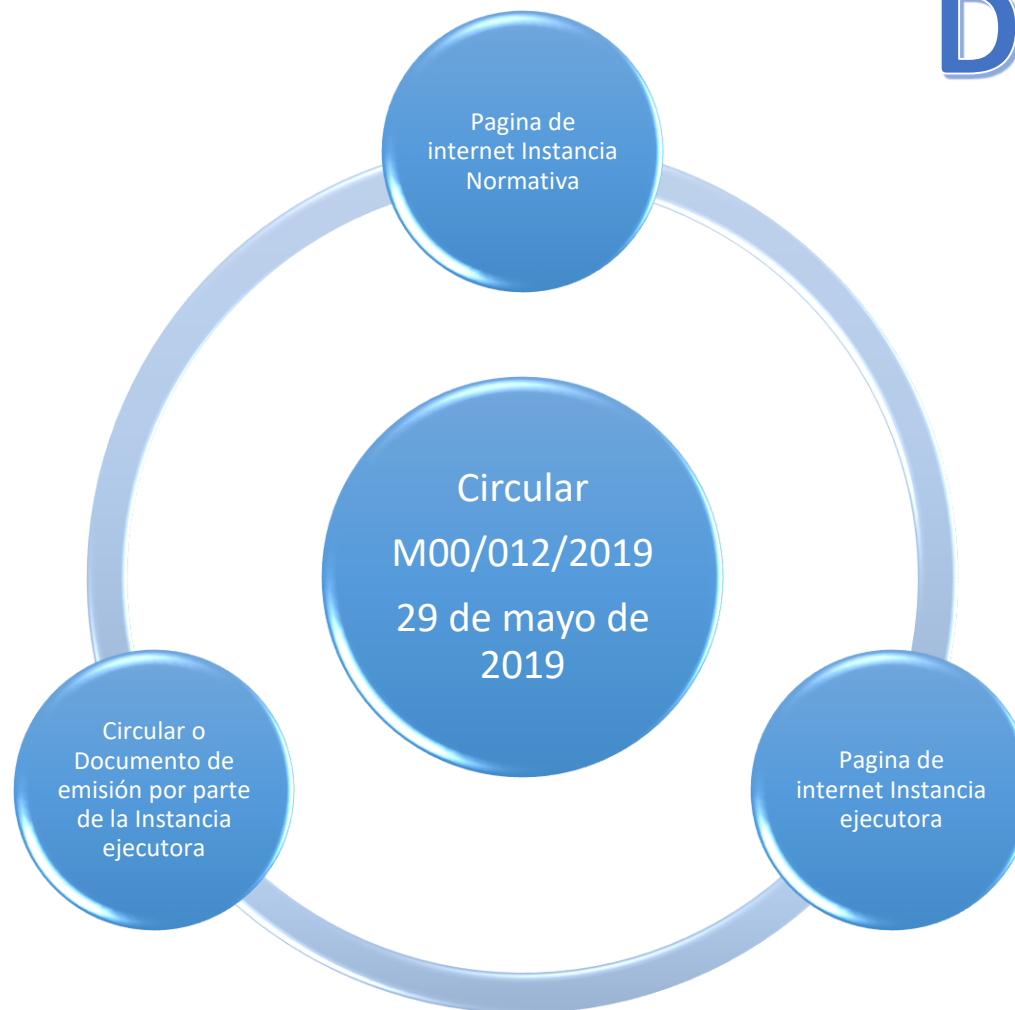 D
Pagina de
internet Instancia
Normativa
Circular
M00/012/2019
29 de mayo de
2019
Circular o
Documento de
emisión por parte
de la Instancia
ejecutora
Pagina de
internet Instancia
ejecutora